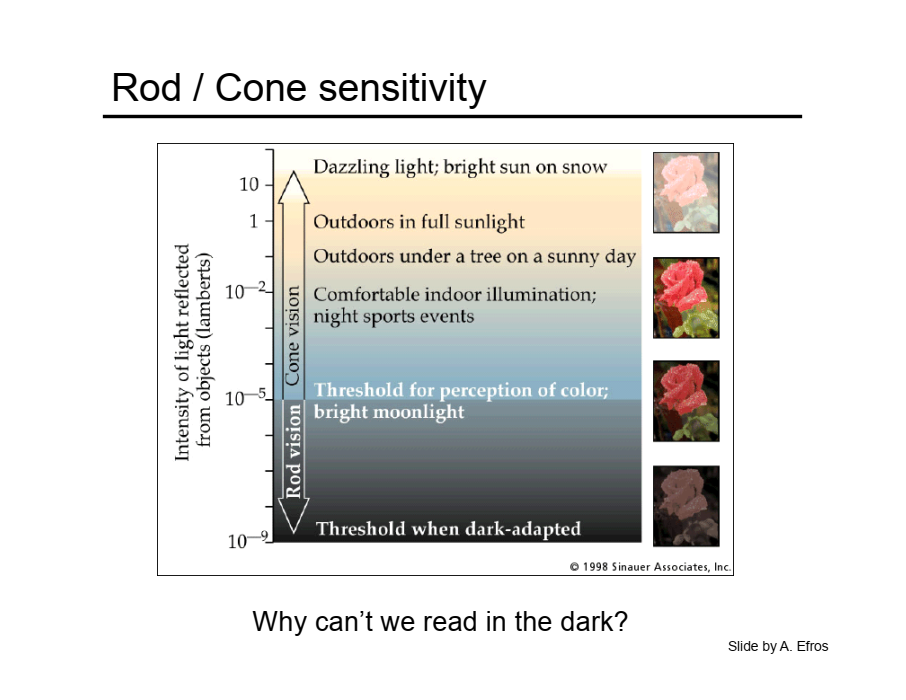 Rod / Cone sensitivity
Dazzling light; bright sun on snow
10
1
Outdoors in full sunlight
Outdoors under a tree on a sunny day
10—2
Comfortable indoor illumination;
night sports events
Intensity of light reflected
from objects (lamberts)
Cone vision
Threshold for perception of color;
10—5
bright moonlight
Rod vision
Threshold when dark-adapted
10—9
© 1998 Sinauer Associates, Inc.
Why can't we read in the dark?
Slide by A. Efros